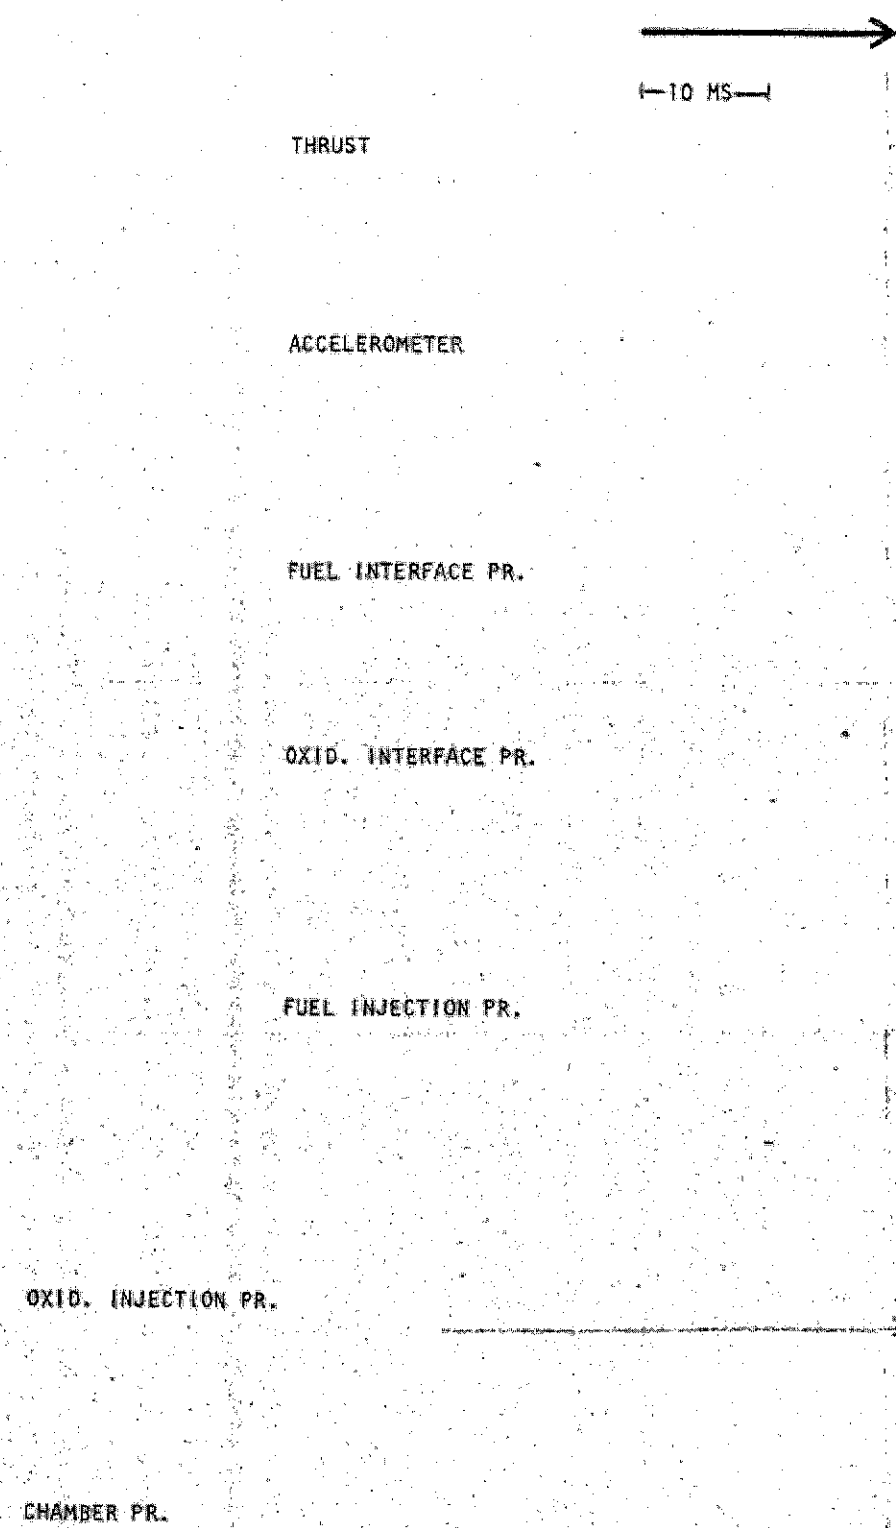 10 MS
THRUST
ACCELEROMETER
FUEL INTERFACE PR.
OXID. INTERFACE PR.
FUEL INJECTION PR.
OXID. INJECTION PR.
CHAMBER PR.